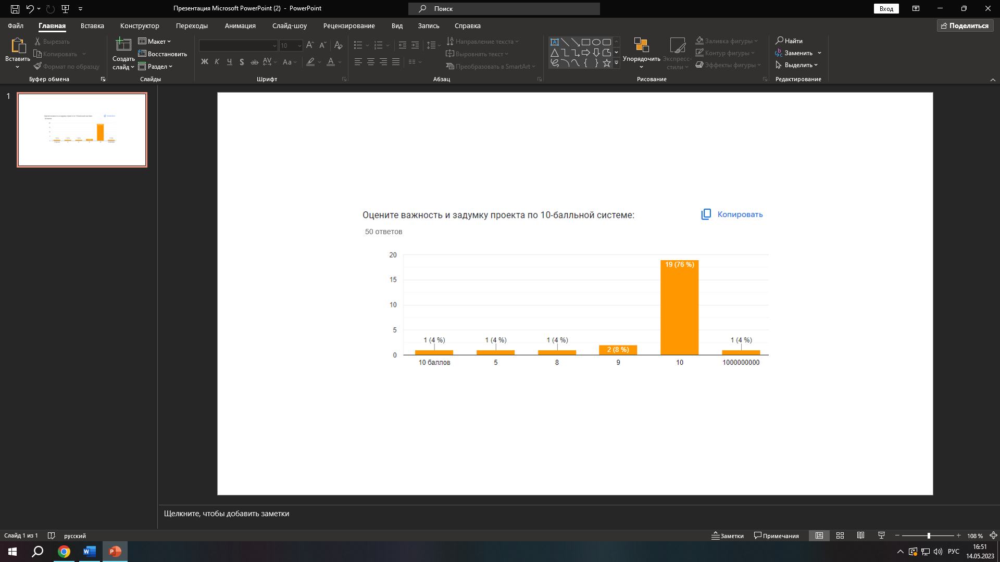 Презентация Microsoft PowerPoint (2) - PowerPoint
Поиск
Вход
Файл Главная Вставка Конструктор Переходы Анимация Слайд-шоу Рецензирование Вид Запись Справка
Поделиться
Вставить
Вырезать
Копировать
Формат по образцу
Буфер обмена
Создать слайд
Макет
Восстановить
Раздел
Слайды
10
Ж К Ч S ab AV Aa А
Шрифт
Направление текста
Выровнять текст
Преобразовать в SmartArt
Абзац
Упорядочить
Экспресс-стили
Заливка фигуры
Контур фигуры
Эффекты фигуры
Рисование
Найти
Заменить
Выделить
Редактирование
1
Оцените важность и задумку проекта по 10-балльной системе:
Копировать
50 ответов
20
15
10
5
0
1 (4 %) 1 (4 %) 1 (4 %) 2 (8 %) 19 (76 %) 1 (4 %)
10 баллов 5 8 9 10 1000000000
Щелкните, чтобы добавить заметки
Слайд 1 из 1
русский
Заметки
Примечания
108 %
РУС
16:51
14.05.2023